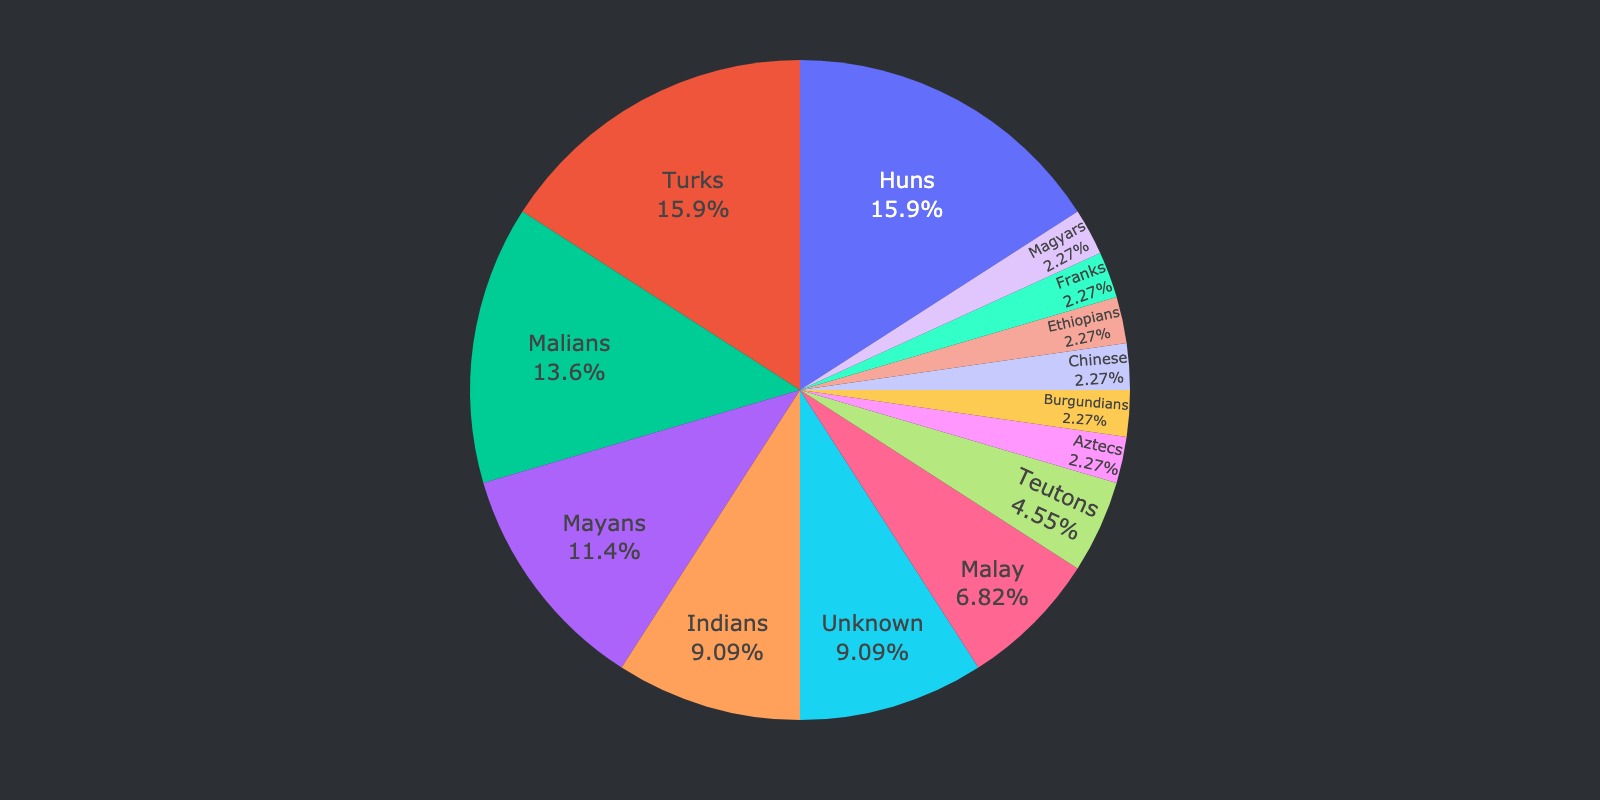 Turks
15.9%
Huns
15.9%
Magyars
2.27%
Franks
2.27%
Ethiopians
2.27%
Chinese
2.27%
Burgundians
2.27%
Aztecs
2.27%
Teutons
4.55%
Malay
6.82%
Unknown
9.09%
Indians
9.09%
Mayans
11.4%
Malians
13.6%